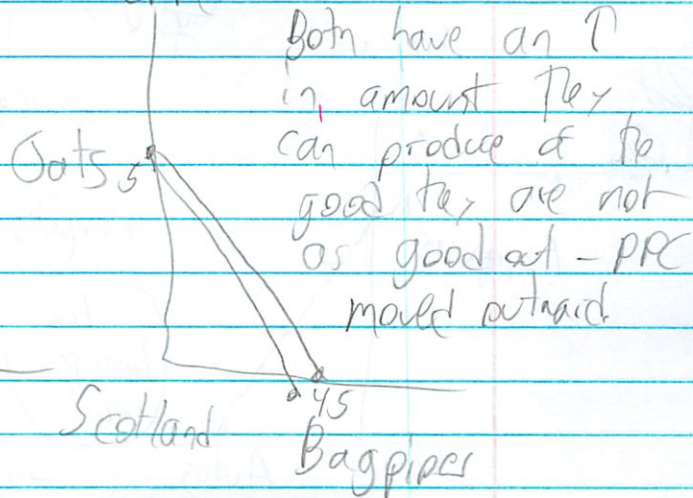 Both have an ↑
in amount they
can produce of the
good they are not
as good at - PPC
moved outward.
Oats 5
45
Scotland
Bagpipes